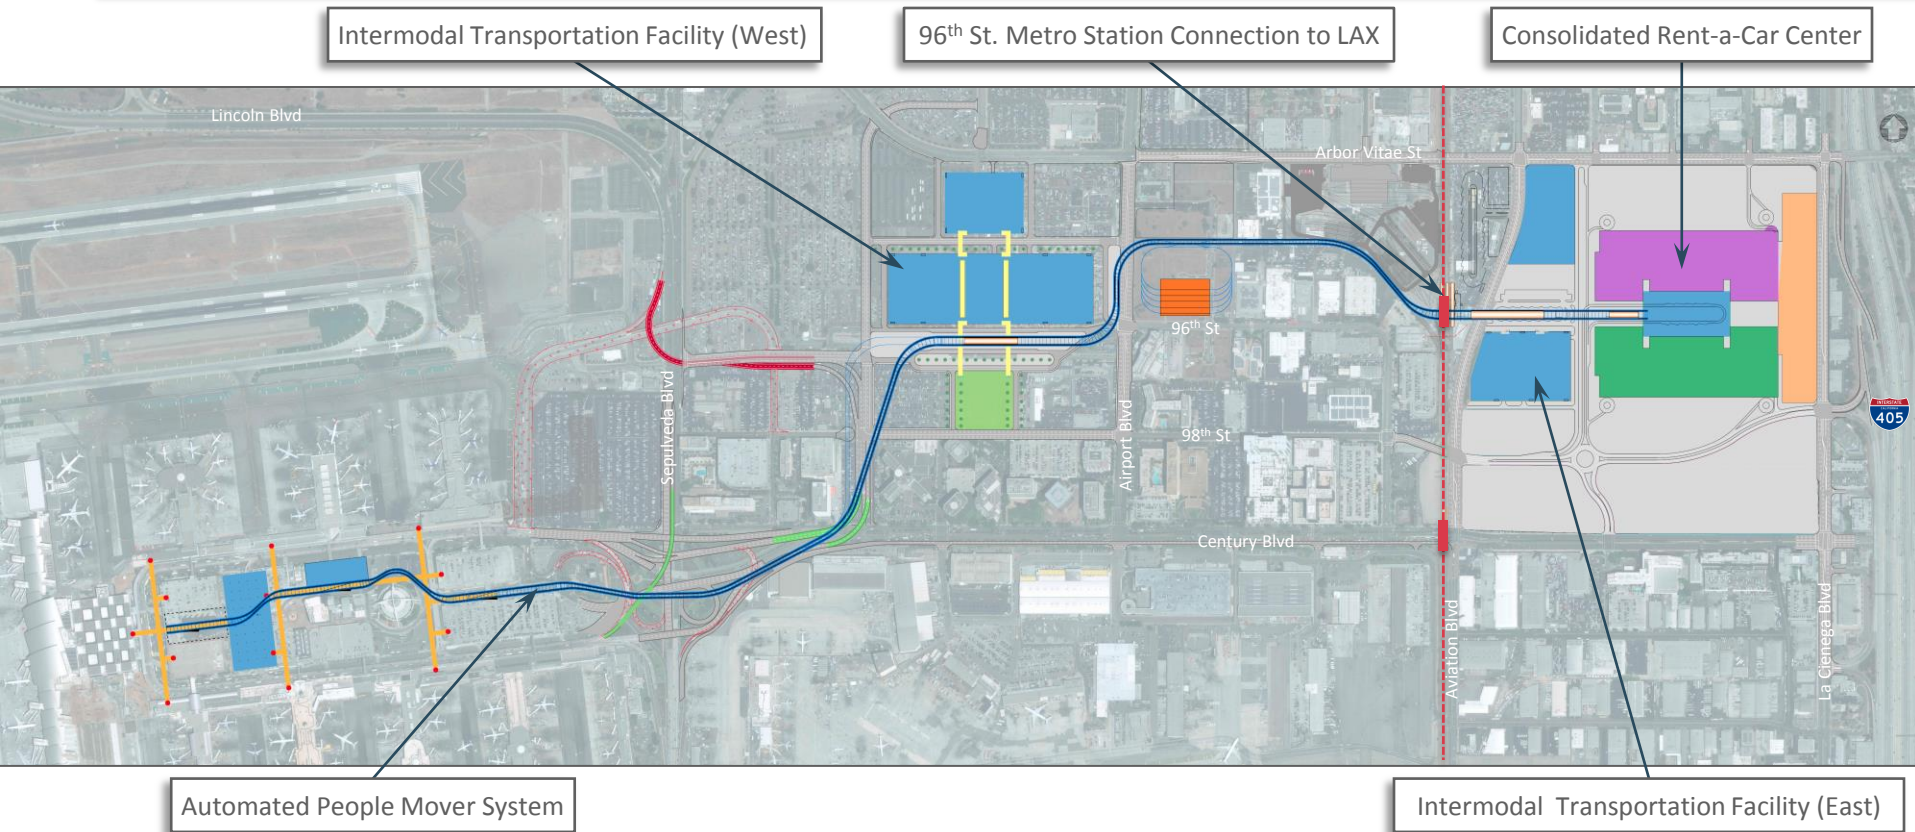 Intermodal Transportation Facility (West)
96th St. Metro Station Connection to LAX
Consolidated Rent-a-Car Center
Lincoln Blvd
Arbor Vitae St
96th St
Sepulveda Blvd
Airport Blvd
98th St
INTERSTATE
CALIFORNIA
405
Century Blvd
Aviation Blvd
La Cienega Blvd
Automated People Mover System
Intermodal Transportation Facility (East)